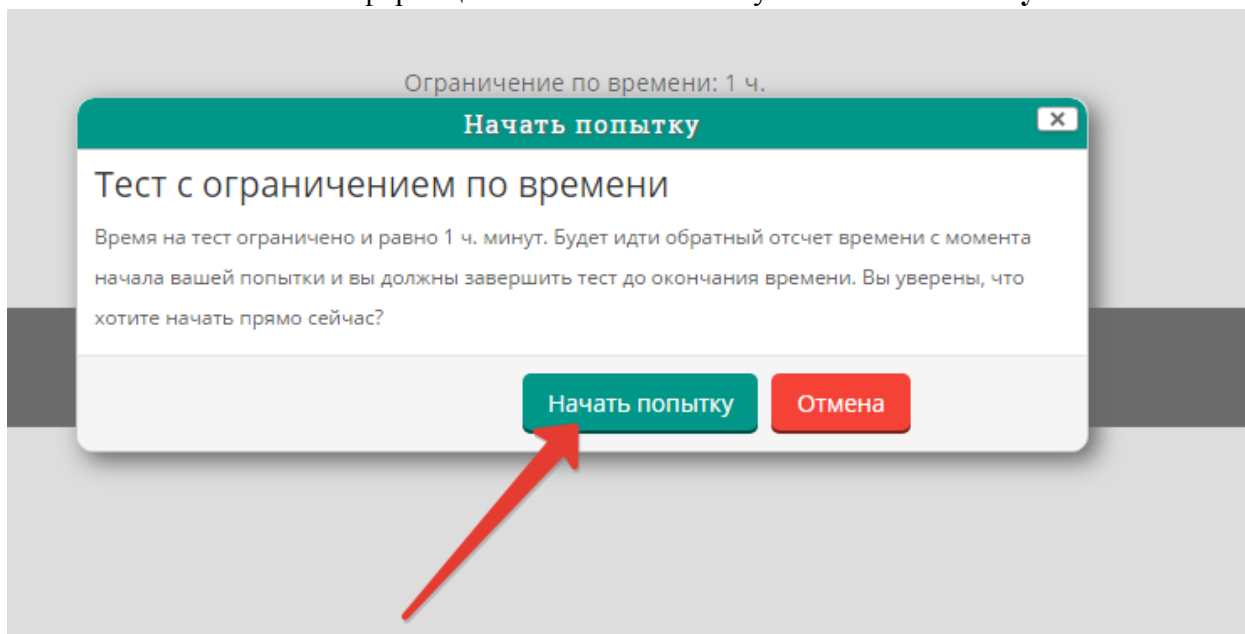 Ограничение по времени: 1 ч.
Начать попытку
Тест с ограничением по времени
Время на тест ограничено и равно 1 ч. минут. Будет идти обратный отсчет времени с момента
начала вашей попытки и вы должны завершить тест до окончания времени. Вы уверены, что
хотите начать прямо сейчас?
Начать попытку
Отмена